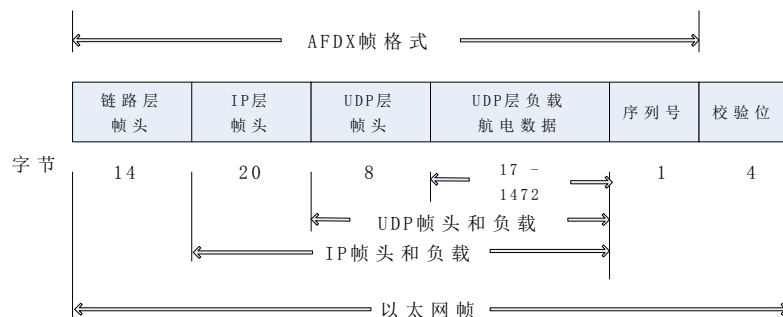 AFDX帧格式
链路层
帧头
IP层
帧头
UDP层
帧头
UDP层负载
航电数据
序列号
校验位
字节
14
20
8
17 -
1472
1
4
UDP帧头和负载
IP帧头和负载
以太网帧